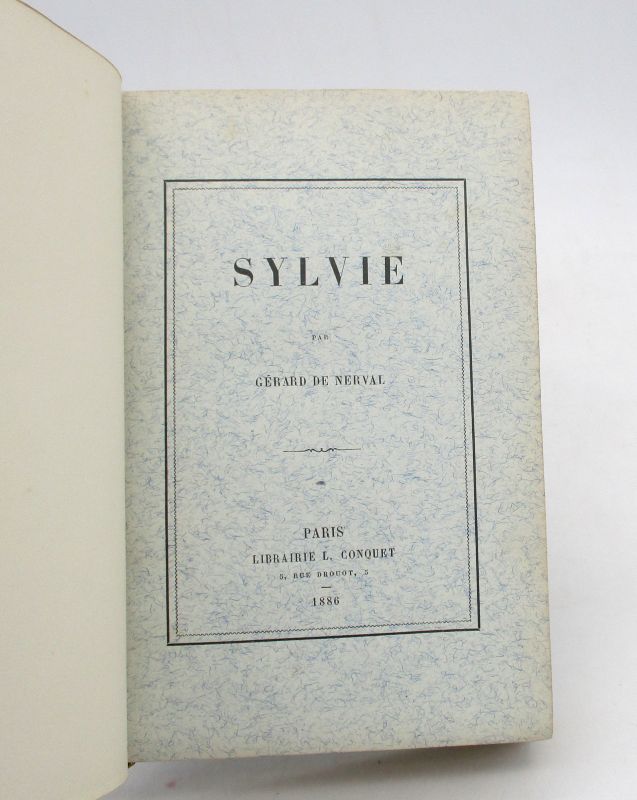 SYLVIE
PAR
GÉRARD DE NERVAL
PARIS
LIBRAIRIE L. CONQUET
5, RUE DROUOT, 5
1886